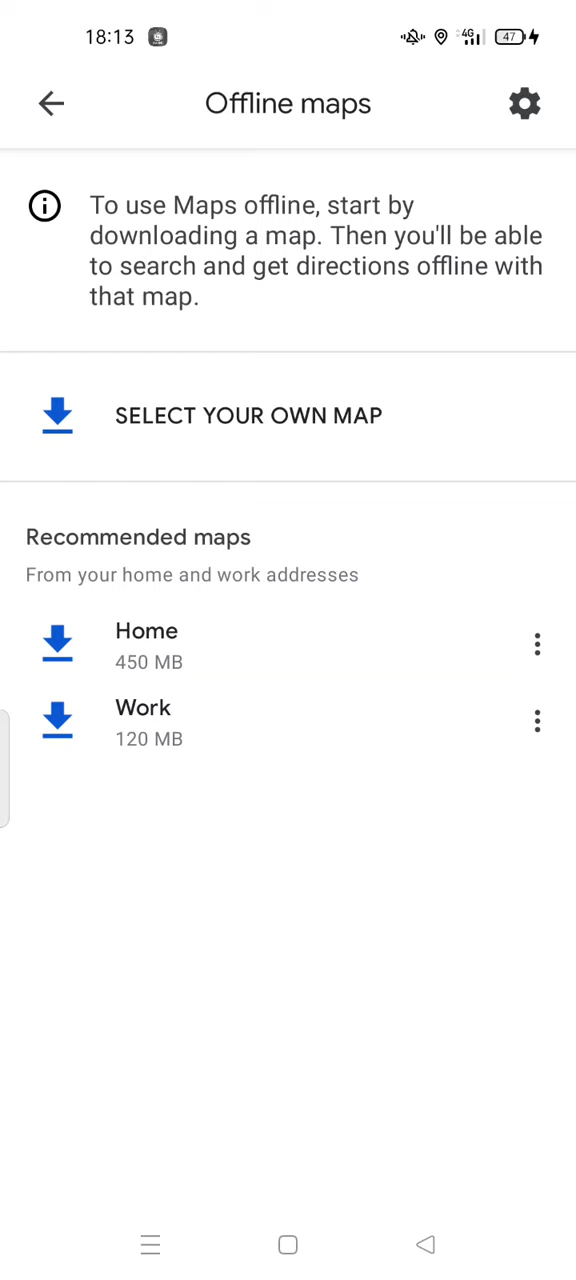 18:13
4G
47
Offline maps
To use Maps offline, start by
downloading a map. Then you'll be able
to search and get directions offline with
that map.
SELECT YOUR OWN MAP
Recommended maps
From your home and work addresses
Home
450 MB
Work
120 MB